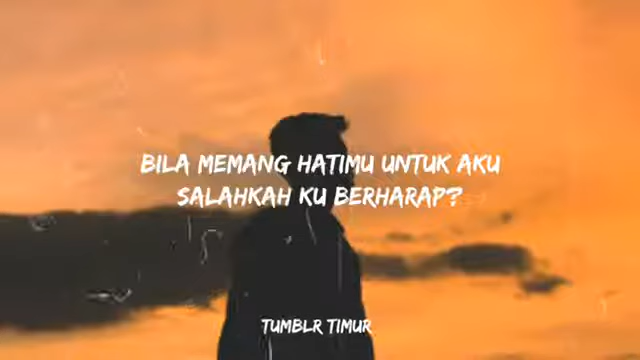 BILA MEMANG HATIMU UNTUK AKU
SALAHKAH KU BERHARAP?
TUMBLR TIMUR